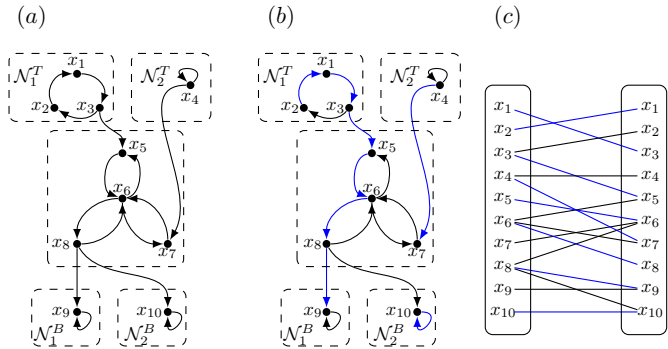 (a) (b) (c)
𝒩₁ᵀ x₁ 𝒩₂ᵀ
x₂ x₃ x₄
x₅
x₆
x₈ x₇
x₉ x₁₀
𝒩₁ᴮ 𝒩₂ᴮ
𝒩₁ᵀ x₁ 𝒩₂ᵀ
x₂ x₃ x₄
x₅
x₆
x₈ x₇
x₉ x₁₀
𝒩₁ᴮ 𝒩₂ᴮ
x₁ x₁
x₂ x₂
x₃ x₃
x₄ x₄
x₅ x₅
x₆ x₆
x₇ x₇
x₈ x₈
x₉ x₉
x₁₀ x₁₀